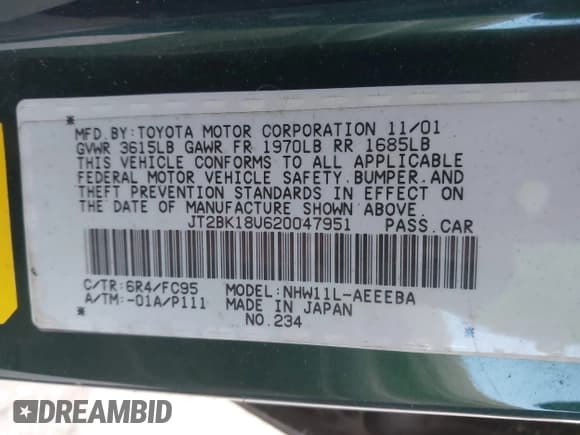 MFD.BY:TOYOTA MOTOR CORPORATION 11/01
GVWR 3615LB GAWR FR 1970LB RR 1685LB
THIS VEHICLE CONFORMS TO ALL APPLICABLE
FEDERAL MOTOR VEHICLE SAFETY,BUMPER,AND
THEFT PREVENTION STANDARDS IN EFFECT ON
THE DATE OF MANUFACTURE SHOWN ABOVE.
JT2BK18U620047951 PASS.CAR
C/TR:6R4/FC95 MODEL:NHW11L-AEEEBA
A/TM:-01A/P111 MADE IN JAPAN
NO.234
DREAMBID